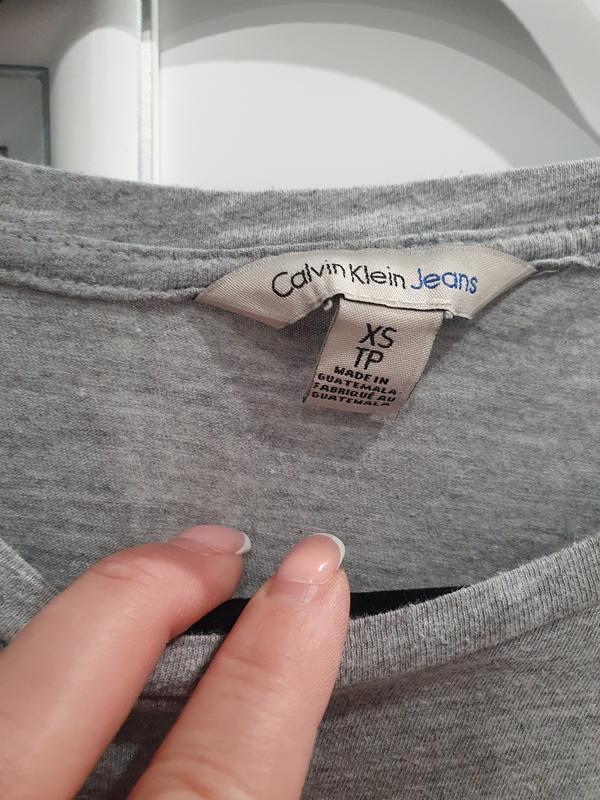 Calvin Klein Jeans
XS
TP
MADE IN
GUATEMALA
FABRIQUÉ AU
GUATEMALA